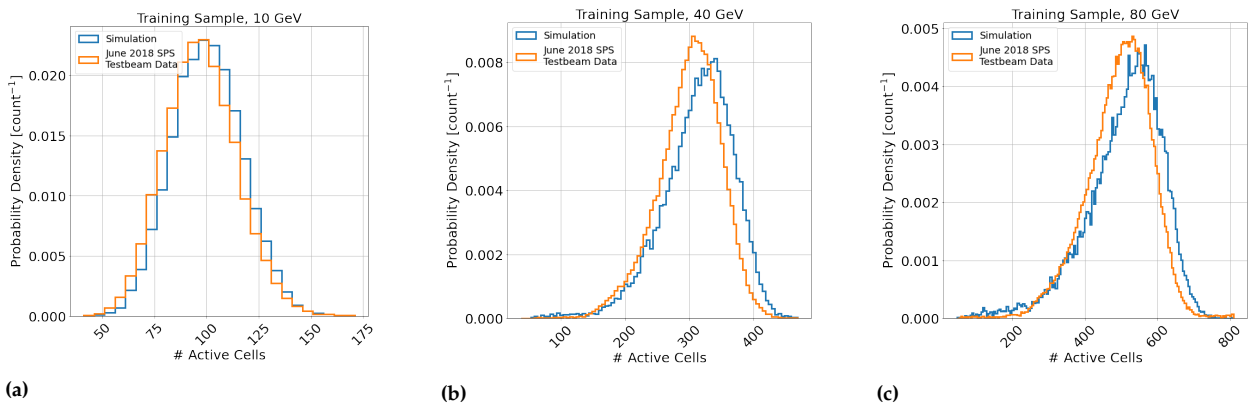 Training Sample, 10 GeV
Simulation
June 2018 SPS
Testbeam Data
Probability Density [count⁻¹]
0.020
0.015
0.010
0.005
0.000
50
75
100
125
150
175
# Active Cells
(a)
Training Sample, 40 GeV
Simulation
June 2018 SPS
Testbeam Data
Probability Density [count⁻¹]
0.008
0.006
0.004
0.002
0.000
100
200
300
400
# Active Cells
(b)
Training Sample, 80 GeV
Simulation
June 2018 SPS
Testbeam Data
Probability Density [count⁻¹]
0.005
0.004
0.003
0.002
0.001
0.000
200
400
600
800
# Active Cells
(c)